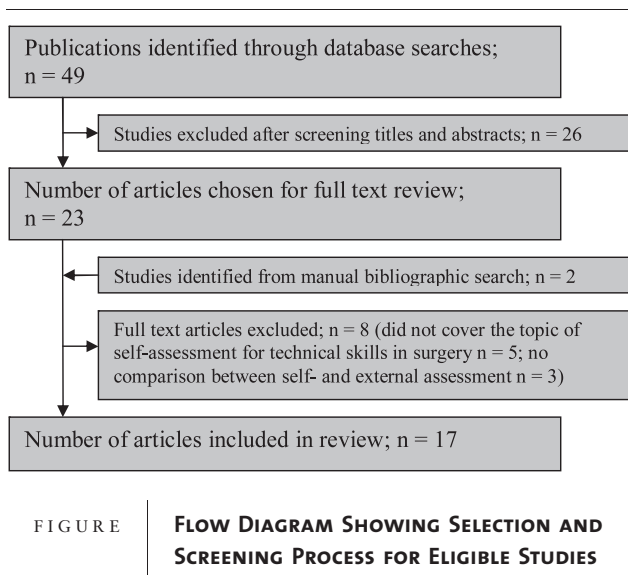 Publications identified through database searches;
n = 49
Studies excluded after screening titles and abstracts; n = 26
Number of articles chosen for full text review;
n = 23
Studies identified from manual bibliographic search; n = 2
Full text articles excluded; n = 8 (did not cover the topic of
self-assessment for technical skills in surgery n = 5; no
comparison between self- and external assessment n = 3)
Number of articles included in review; n = 17
FIGURE
FLOW DIAGRAM SHOWING SELECTION AND
SCREENING PROCESS FOR ELIGIBLE STUDIES